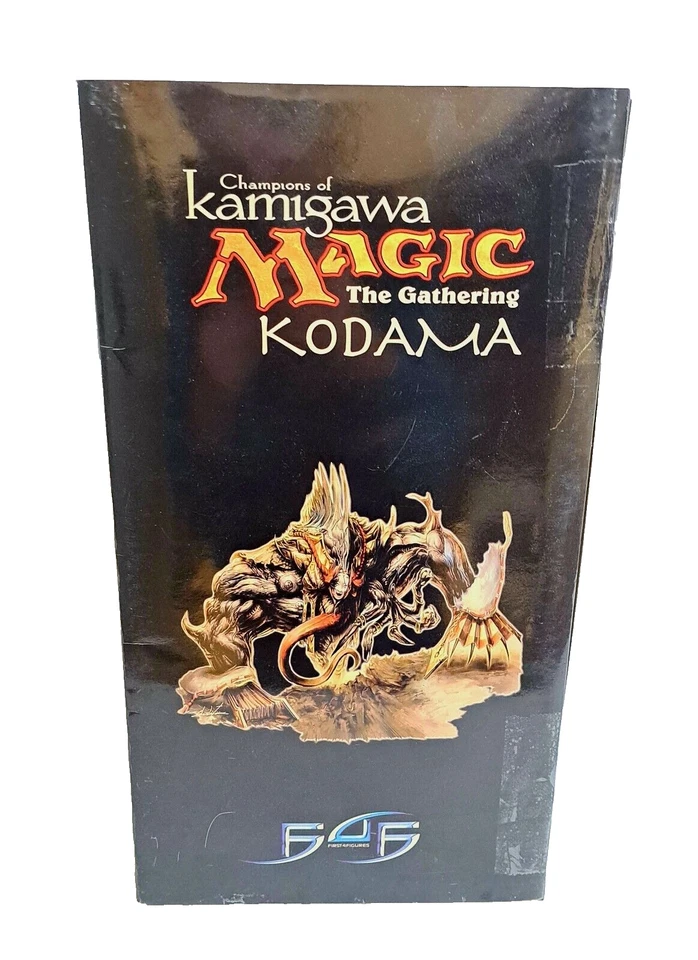 Champions of
kamigawa
MAGIC
The Gathering
KODAMA
F4F
FIRST4FIGURES